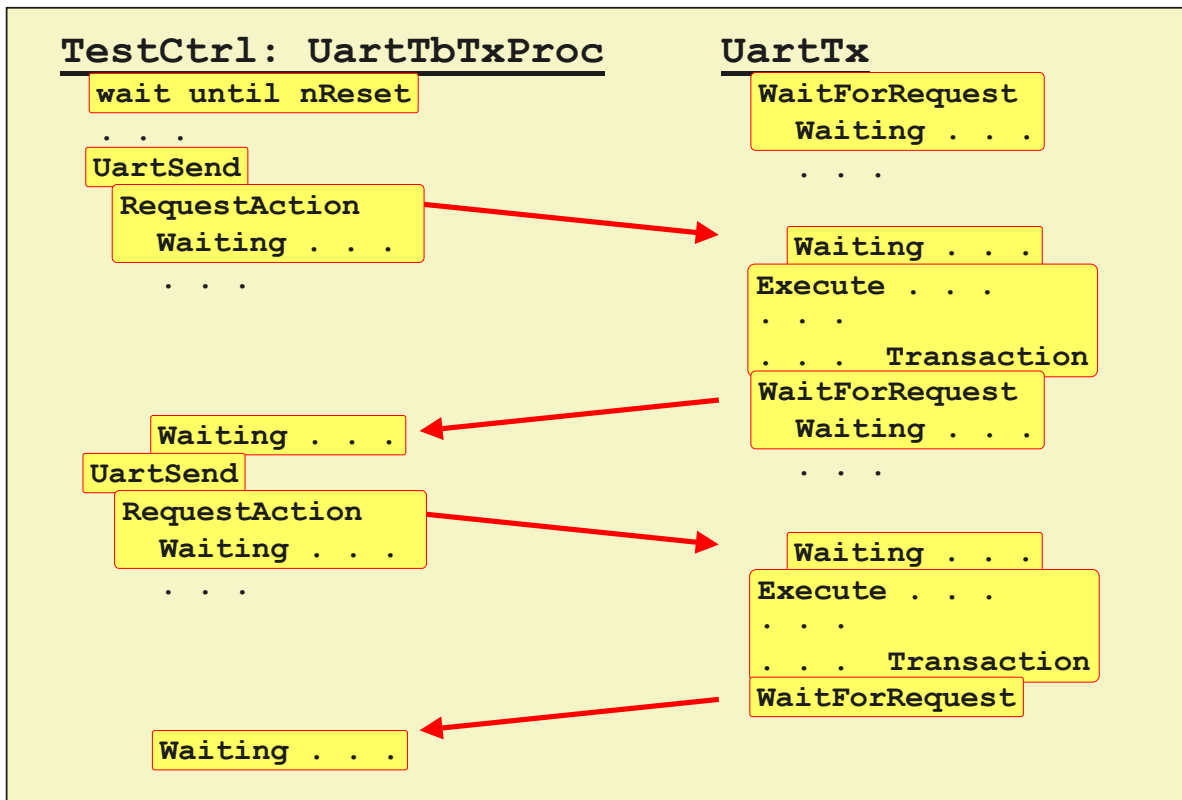 TestCtrl: UartTbTxProc
wait until nReset
. . .
UartSend
RequestAction
Waiting . . .
. . .
Waiting . . .
UartSend
RequestAction
Waiting . . .
. . .
Waiting . . .
UartTx
WaitForRequest
Waiting . . .
. . .
Waiting . . .
Execute . . .
. . .
. . . Transaction
WaitForRequest
Waiting . . .
. . .
Waiting . . .
Execute . . .
. . .
. . . Transaction
WaitForRequest